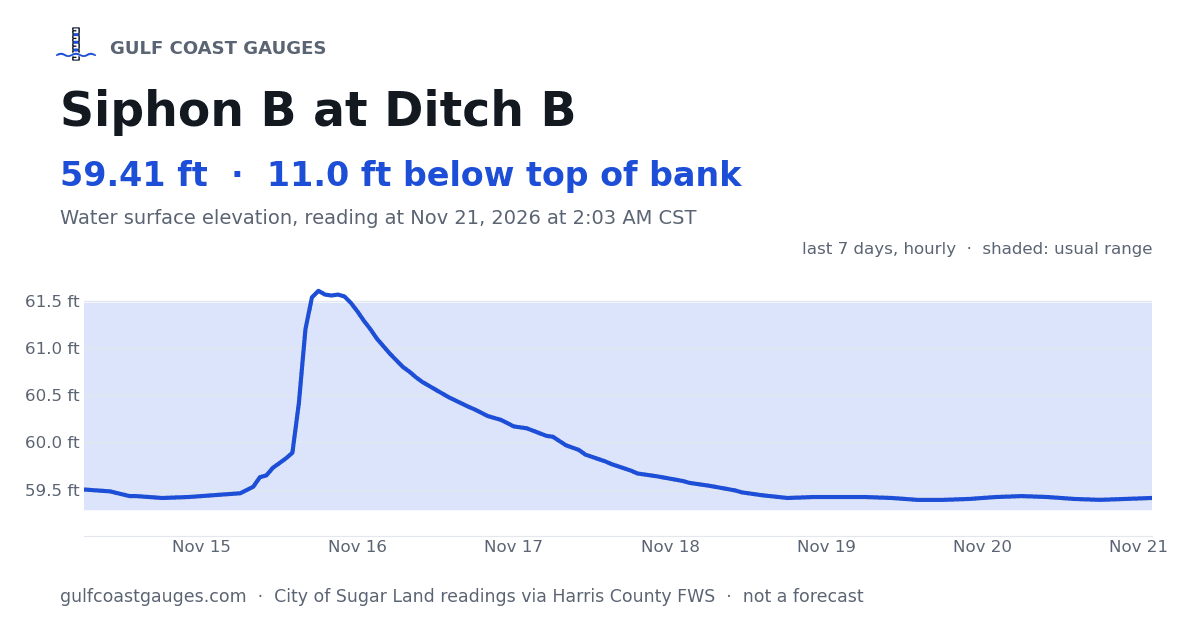 GULF COAST GAUGES
Siphon B at Ditch B
59.41 ft · 11.0 ft below top of bank
Water surface elevation, reading at Nov 21, 2026 at 2:03 AM CST
last 7 days, hourly · shaded: usual range
61.5 ft
61.0 ft
60.5 ft
60.0 ft
59.5 ft
Nov 15 Nov 16 Nov 17 Nov 18 Nov 19 Nov 20 Nov 21
gulfcoastgauges.com · City of Sugar Land readings via Harris County FWS · not a forecast